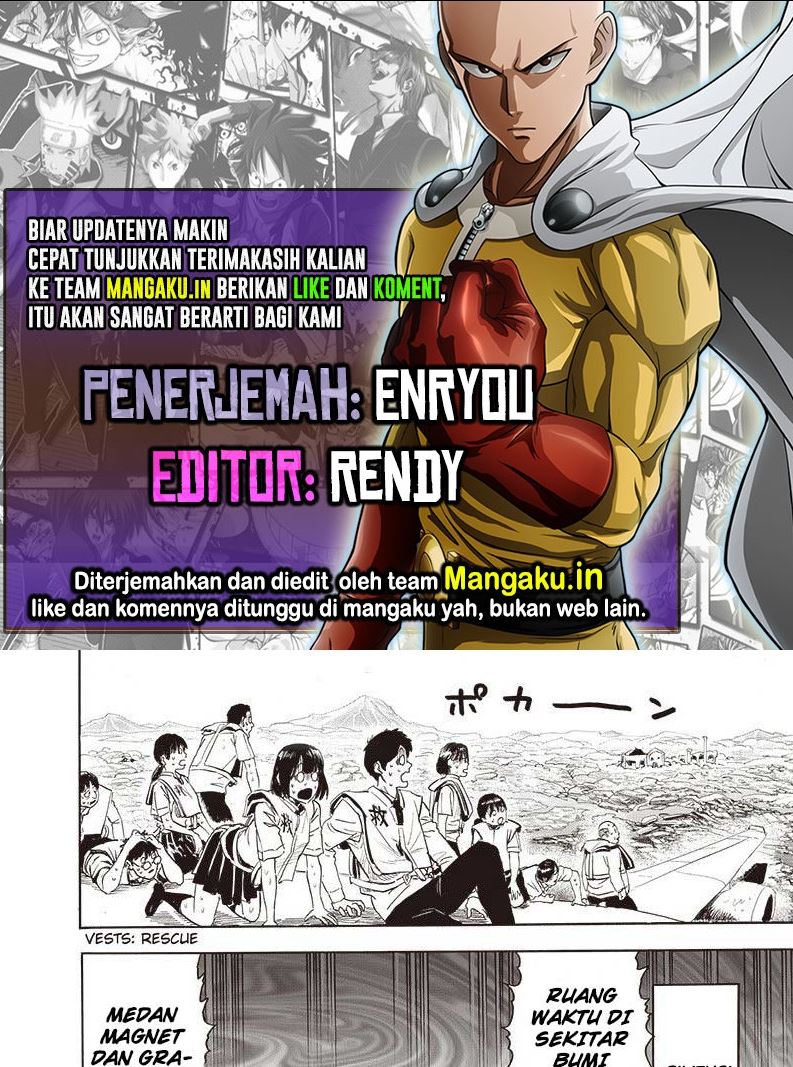 BIAR UPDATENYA MAKIN
CEPAT TUNJUKKAN TERIMAKASIH KALIAN
KE TEAM MANGAKU.IN BERIKAN LIKE DAN KOMENT,
ITU AKAN SANGAT BERARTI BAGI KAMI
PENERJEMAH: ENRYOU
EDITOR: RENDY
Diterjemahkan dan diedit oleh team Mangaku.in
like dan komennya ditunggu di mangaku yah, bukan web lain.
ポカーン
救
救
VESTS: RESCUE
RUANG
WAKTU DI
SEKITAR
BUMI
MEDAN
MAGNET
DAN GRA-